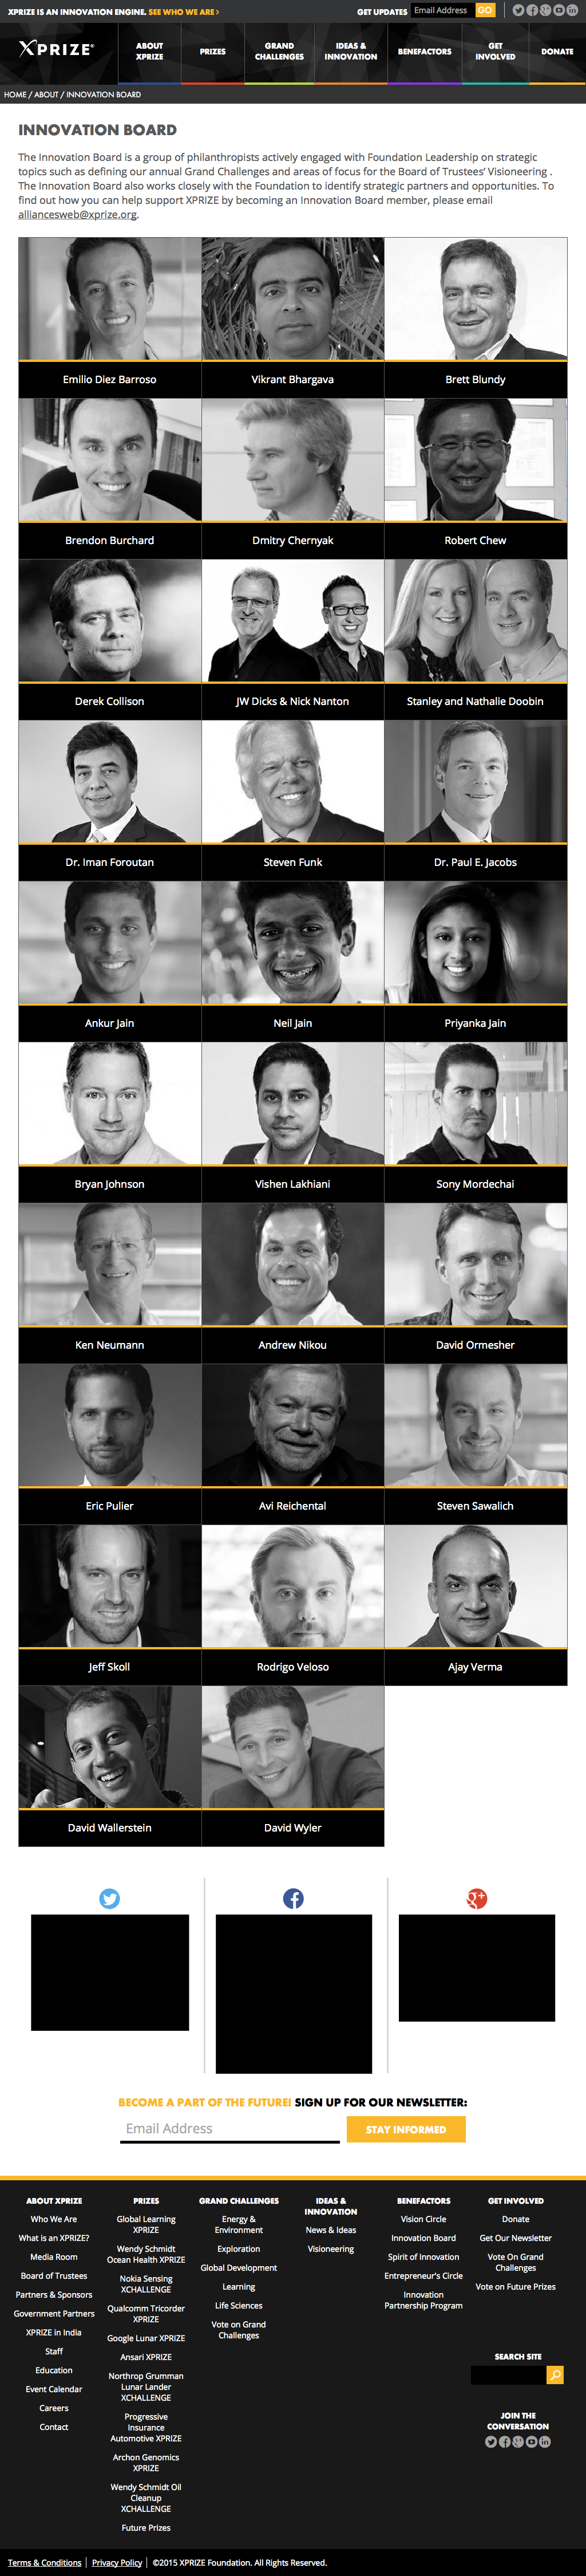 XPRIZE IS AN INNOVATION ENGINE. SEE WHO WE ARE >
GET UPDATES Email Address GO
XPRIZE
ABOUT XPRIZE
PRIZES
GRAND CHALLENGES
IDEAS & INNOVATION
BENEFACTORS
GET INVOLVED
DONATE
HOME / ABOUT / INNOVATION BOARD
INNOVATION BOARD
The Innovation Board is a group of philanthropists actively engaged with Foundation Leadership on strategic
topics such as defining our annual Grand Challenges and areas of focus for the Board of Trustees' Visioneering .
The Innovation Board also works closely with the Foundation to identify strategic partners and opportunities. To
find out how you can help support XPRIZE by becoming an Innovation Board member, please email
alliancesweb@xprize.org.
Emilio Diez Barroso
Vikrant Bhargava
Brett Blundy
Brendon Burchard
Dmitry Chernyak
Robert Chew
Derek Collison
JW Dicks & Nick Nanton
Stanley and Nathalie Doobin
Dr. Iman Foroutan
Steven Funk
Dr. Paul E. Jacobs
Ankur Jain
Neil Jain
Priyanka Jain
Bryan Johnson
Vishen Lakhiani
Sony Mordechai
Ken Neumann
Andrew Nikou
David Ormesher
Eric Pulier
Avi Reichental
Steven Sawalich
Jeff Skoll
Rodrigo Veloso
Ajay Verma
David Wallerstein
David Wyler
BECOME A PART OF THE FUTURE! SIGN UP FOR OUR NEWSLETTER:
Email Address
STAY INFORMED
ABOUT XPRIZE
Who We Are
What is an XPRIZE?
Media Room
Board of Trustees
Partners & Sponsors
Government Partners
XPRIZE in India
Staff
Education
Event Calendar
Careers
Contact
PRIZES
Global Learning
XPRIZE
Wendy Schmidt
Ocean Health XPRIZE
Nokia Sensing
XCHALLENGE
Qualcomm Tricorder
XPRIZE
Google Lunar XPRIZE
Ansari XPRIZE
Northrop Grumman
Lunar Lander
XCHALLENGE
Progressive
Insurance
Automotive XPRIZE
Archon Genomics
XPRIZE
Wendy Schmidt Oil
Cleanup
XCHALLENGE
Future Prizes
GRAND CHALLENGES
Energy &
Environment
Exploration
Global Development
Learning
Life Sciences
Vote on Grand
Challenges
IDEAS &
INNOVATION
News & Ideas
Visioneering
BENEFACTORS
Vision Circle
Innovation Board
Spirit of Innovation
Entrepreneur's Circle
Innovation
Partnership Program
GET INVOLVED
Donate
Get Our Newsletter
Vote On Grand
Challenges
Vote on Future Prizes
SEARCH SITE
JOIN THE
CONVERSATION
Terms & Conditions | Privacy Policy | ©2015 XPRIZE Foundation. All Rights Reserved.